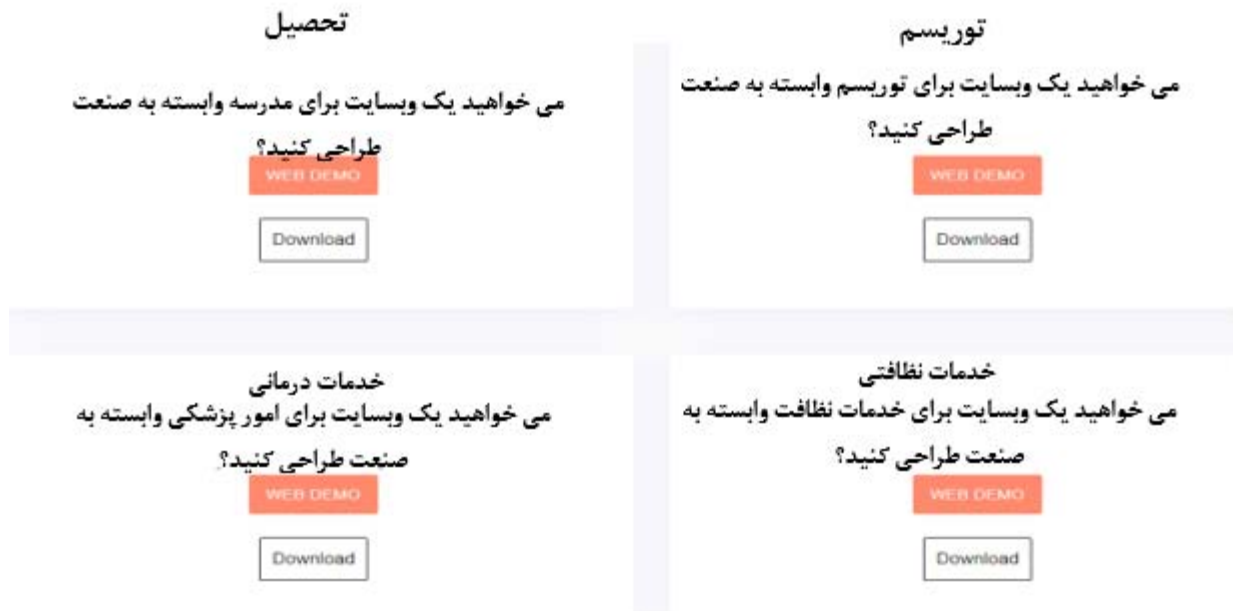 توریسم
می خواهید یک وبسایت برای توریسم وابسته به صنعت
طراحی کنید؟
WEB DEMO
Download
تحصیل
می خواهید یک وبسایت برای مدرسه وابسته به صنعت
طراحی کنید؟
WEB DEMO
Download
خدمات نظافتی
می خواهید یک وبسایت برای خدمات نظافت وابسته به
صنعت طراحی کنید؟
WEB DEMO
Download
خدمات درمانی
می خواهید یک وبسایت برای امور پزشکی وابسته به
صنعت طراحی کنید؟
WEB DEMO
Download